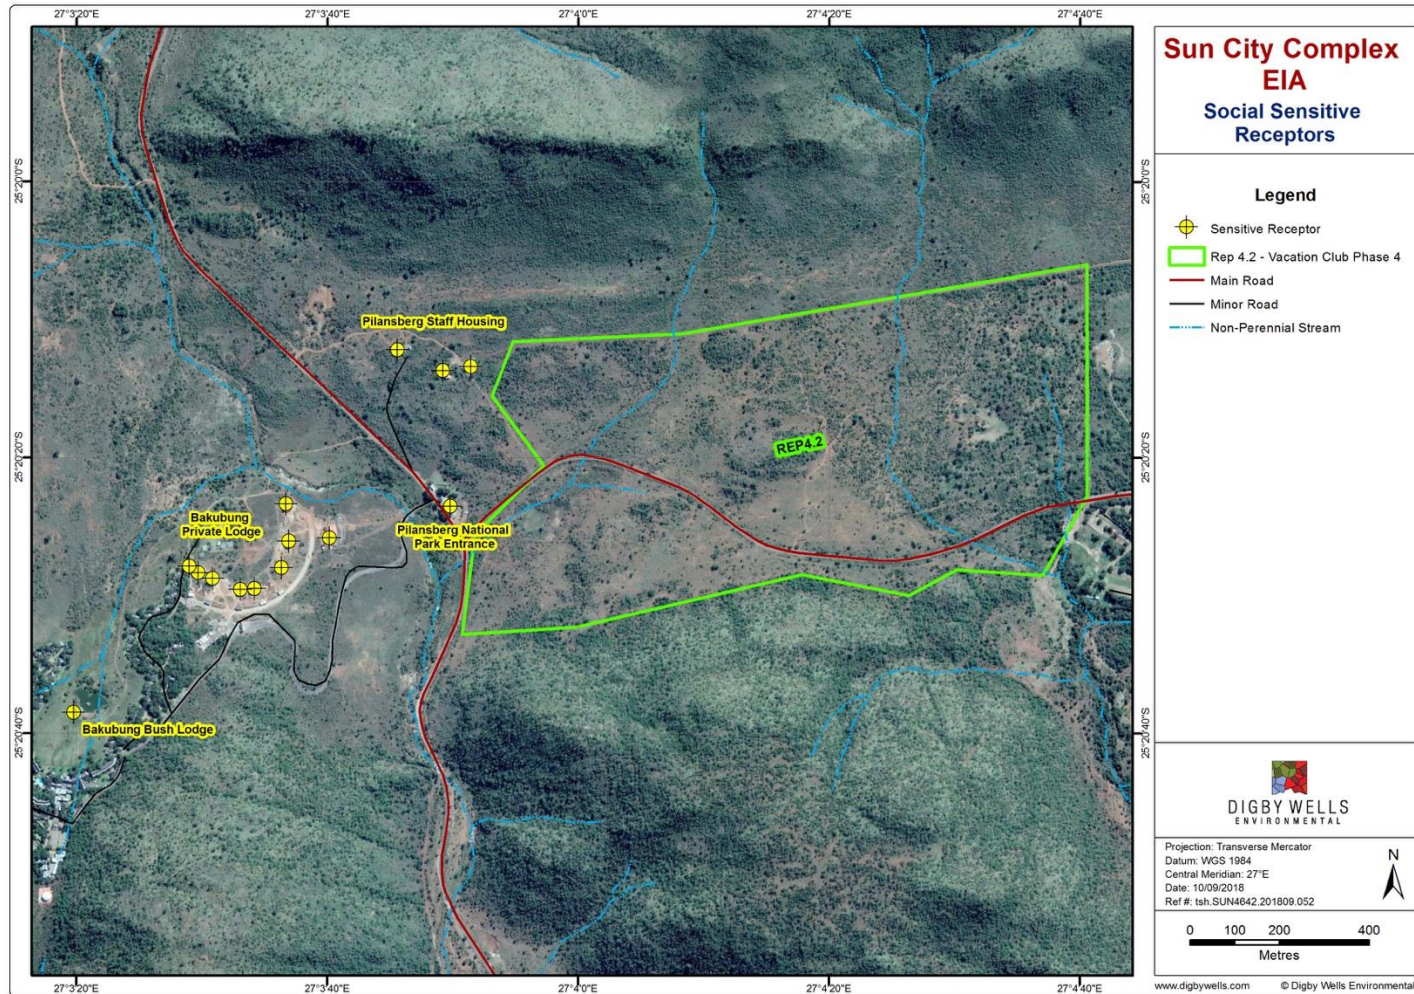 27°3'20"E
27°3'40"E
27°4'0"E
27°4'20"E
27°4'40"E
Sun City Complex
EIA
Social Sensitive
Receptors
25°20'0"S
25°20'0"S
Legend
Sensitive Receptor
Rep 4.2 - Vacation Club Phase 4
Main Road
Minor Road
Non-Perennial Stream
Pilansberg Staff Housing
REP4.2
25°20'20"S
25°20'20"S
Bakubung
Private Lodge
Pilansberg National
Park Entrance
Bakubung Bush Lodge
25°20'40"S
25°20'40"S
DIGBY WELLS
ENVIRONMENTAL
Projection: Transverse Mercator
Datum: WGS 1984
Central Meridian: 27°E
Date: 10/09/2018
Ref #: tsh.SUN4642.201809.052
N
0 100 200 400
Metres
27°3'20"E
27°3'40"E
27°4'0"E
27°4'20"E
27°4'40"E
www.digbywells.com © Digby Wells Environmental